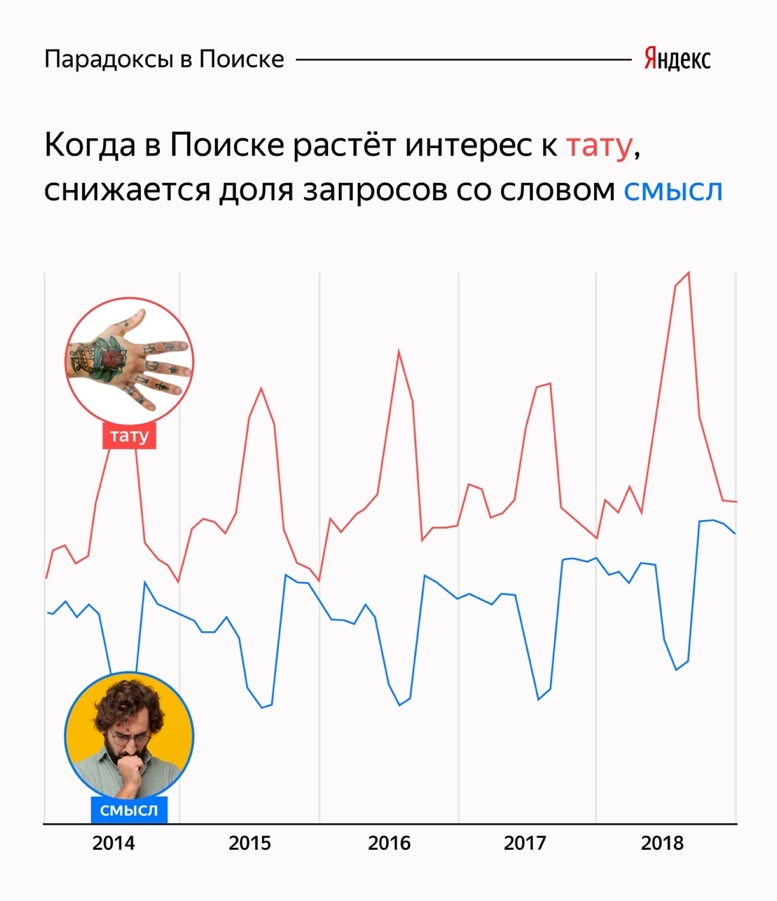 Парадоксы в Поиске
Яндекс
Когда в Поиске растёт интерес к тату,
снижается доля запросов со словом смысл
тату
смысл
2014 2015 2016 2017 2018